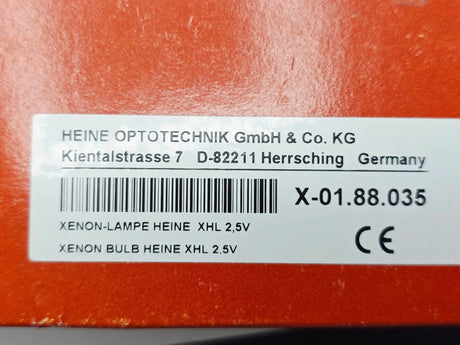 HEINE OPTOTECHNIK GmbH & Co. KG
Kientalstrasse 7 D-82211 Herrsching Germany
X-01.88.035
XENON-LAMPE HEINE XHL 2,5V
XENON BULB HEINE XHL 2,5V
CE